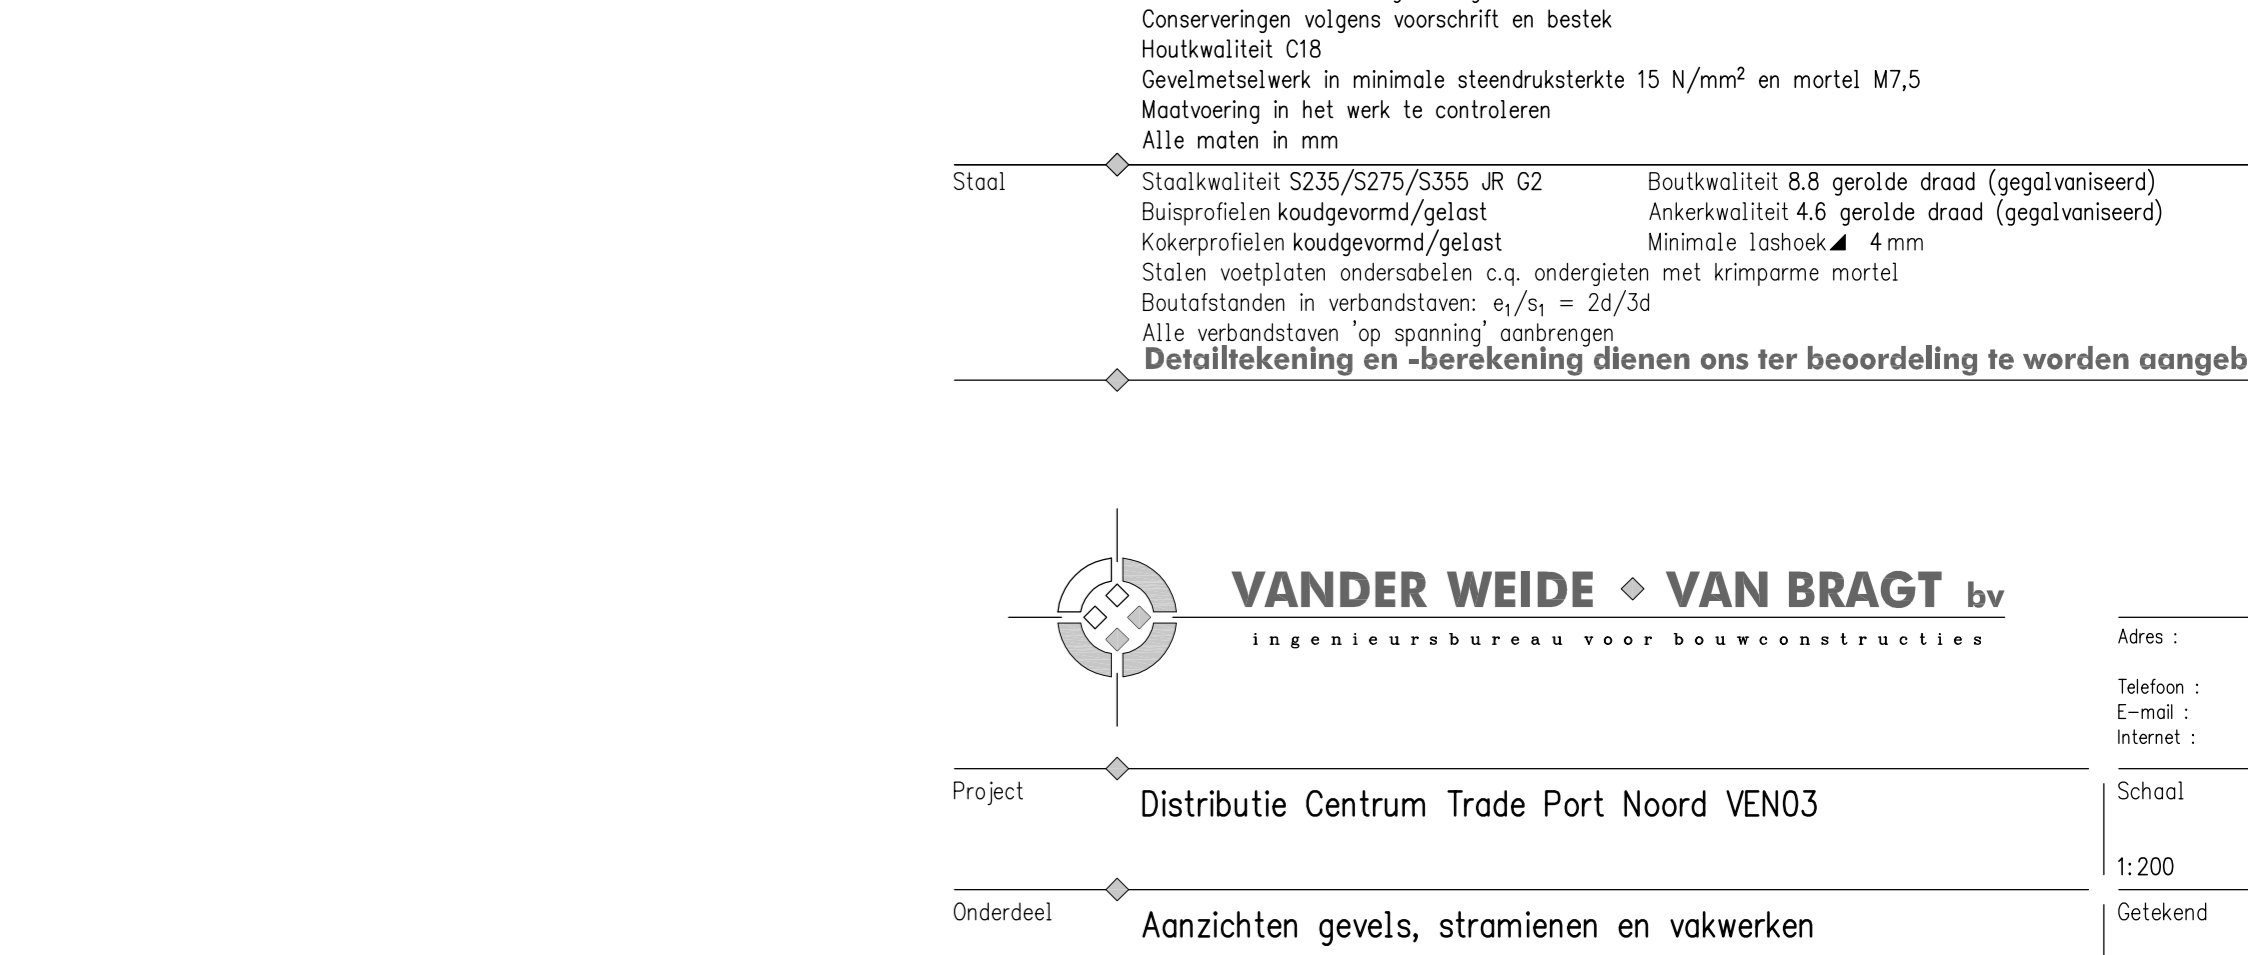 Conserveringen volgens voorschrift en bestek
Houtkwaliteit C18
Gevelmetselwerk in minimale steendruksterkte 15 N/mm² en mortel M7,5
Maatvoering in het werk te controleren
Alle maten in mm
Staal
Staalkwaliteit S235/S275/S355 JR G2 Boutkwaliteit 8.8 gerolde draad (gegalvaniseerd)
Buisprofielen koudgevormd/gelast Ankerkwaliteit 4.6 gerolde draad (gegalvaniseerd)
Kokerprofielen koudgevormd/gelast Minimale lashoek◢ 4 mm
Stalen voetplaten ondersabelen c.q. ondergieten met krimparme mortel
Boutafstanden in verbandstaven: e₁/s₁ = 2d/3d
Alle verbandstaven 'op spanning' aanbrengen
Detailtekening en -berekening dienen ons ter beoordeling te worden aangeb
VANDER WEIDE ◆ VAN BRAGT bv
ingenieursbureau voor bouwconstructies
Adres :
Telefoon :
E-mail :
Internet :
Project
Distributie Centrum Trade Port Noord VEN03
Schaal
1:200
Onderdeel
Aanzichten gevels, stramienen en vakwerken
Getekend